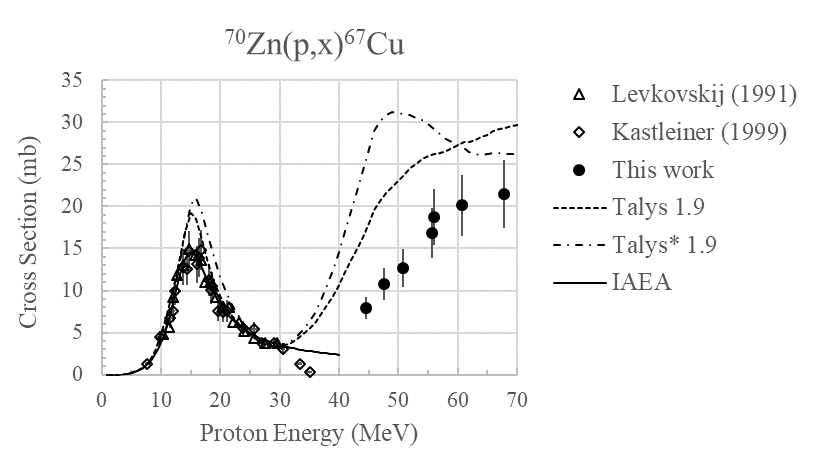 ⁷⁰Zn(p,x)⁶⁷Cu
Cross Section (mb)
35
30
25
20
15
10
5
0
0 10 20 30 40 50 60 70
Proton Energy (MeV)
Levkovskij (1991)
Kastleiner (1999)
This work
Talys 1.9
Talys* 1.9
IAEA